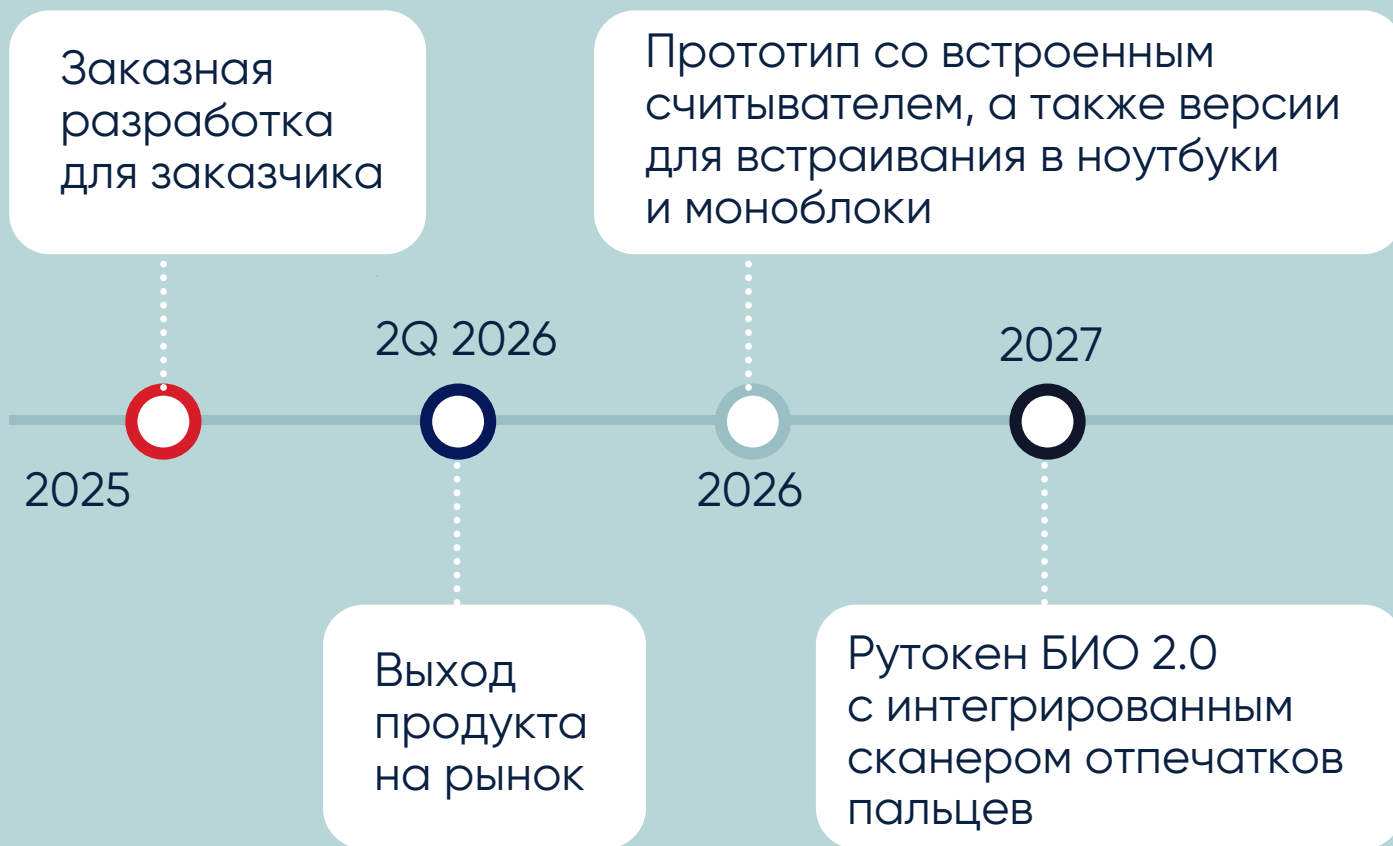 Заказная
разработка
для заказчика
Прототип со встроенным
считывателем, а также версии
для встраивания в ноутбуки
и моноблоки
2Q 2026
2027
2025
2026
Выход
продукта
на рынок
Рутокен БИО 2.0
с интегрированным
сканером отпечатков
пальцев